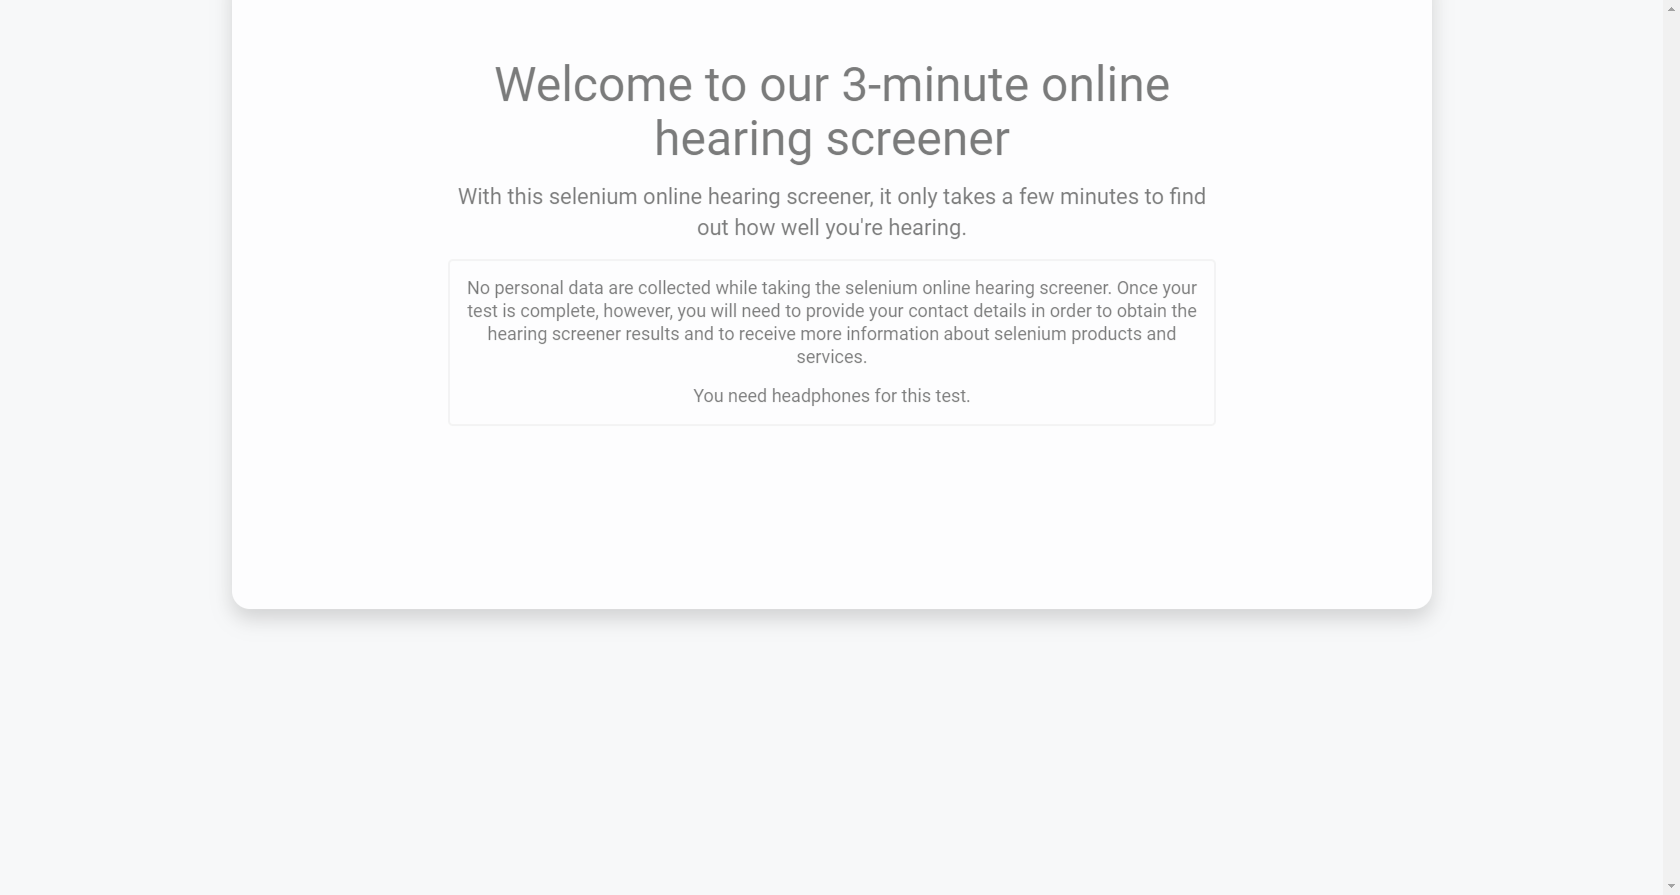 Welcome to our 3-minute online
hearing screener
With this selenium online hearing screener, it only takes a few minutes to find
out how well you're hearing.
No personal data are collected while taking the selenium online hearing screener. Once your
test is complete, however, you will need to provide your contact details in order to obtain the
hearing screener results and to receive more information about selenium products and
services.
You need headphones for this test.